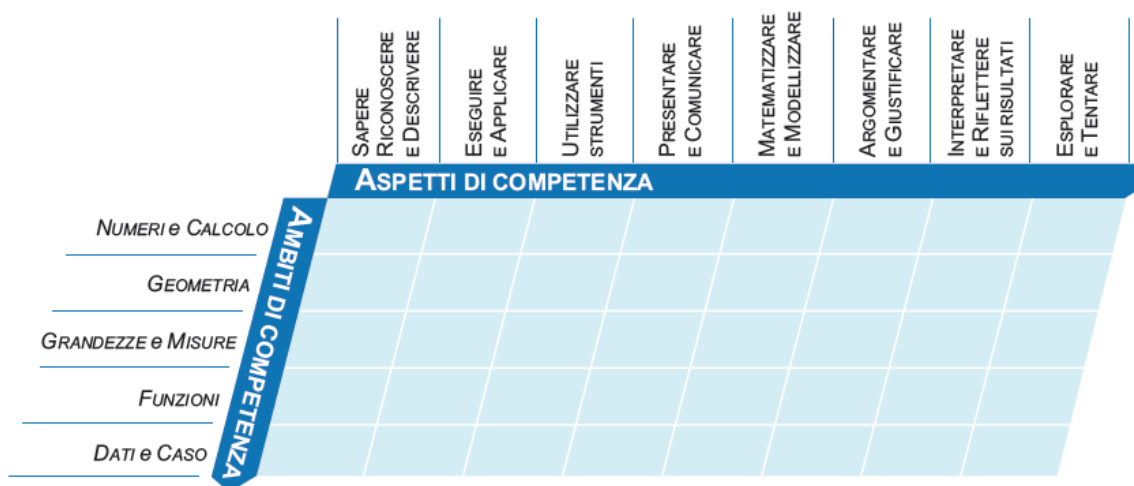 SAPERE
RICONOSCERE
E DESCRIVERE
ESEGUIRE
E APPLICARE
UTILIZZARE
STRUMENTI
PRESENTARE
E COMUNICARE
MATEMATIZZARE
E MODELLIZZARE
ARGOMENTARE
E GIUSTIFICARE
INTERPRETARE
E RIFLETTERE
SUI RISULTATI
ESPLORARE
E TENTARE
ASPETTI DI COMPETENZA
AMBITI DI COMPETENZA
NUMERI e CALCOLO
GEOMETRIA
GRANDEZZE e MISURE
FUNZIONI
DATI e CASO